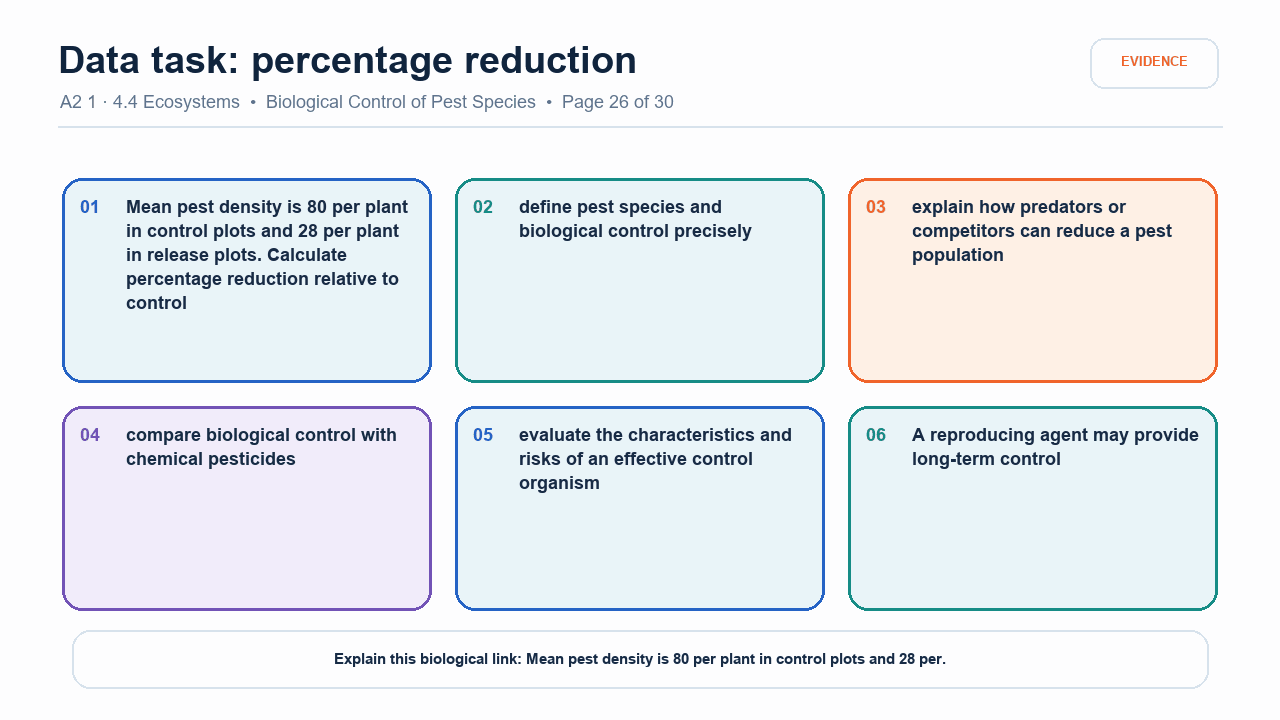 Data task: percentage reduction
EVIDENCE
A2 1 · 4.4 Ecosystems • Biological Control of Pest Species • Page 26 of 30
01
Mean pest density is 80 per plant
in control plots and 28 per plant
in release plots. Calculate
percentage reduction relative to
control
02
define pest species and
biological control precisely
03
explain how predators or
competitors can reduce a pest
population
04
compare biological control with
chemical pesticides
05
evaluate the characteristics and
risks of an effective control
organism
06
A reproducing agent may provide
long-term control
Explain this biological link: Mean pest density is 80 per plant in control plots and 28 per.